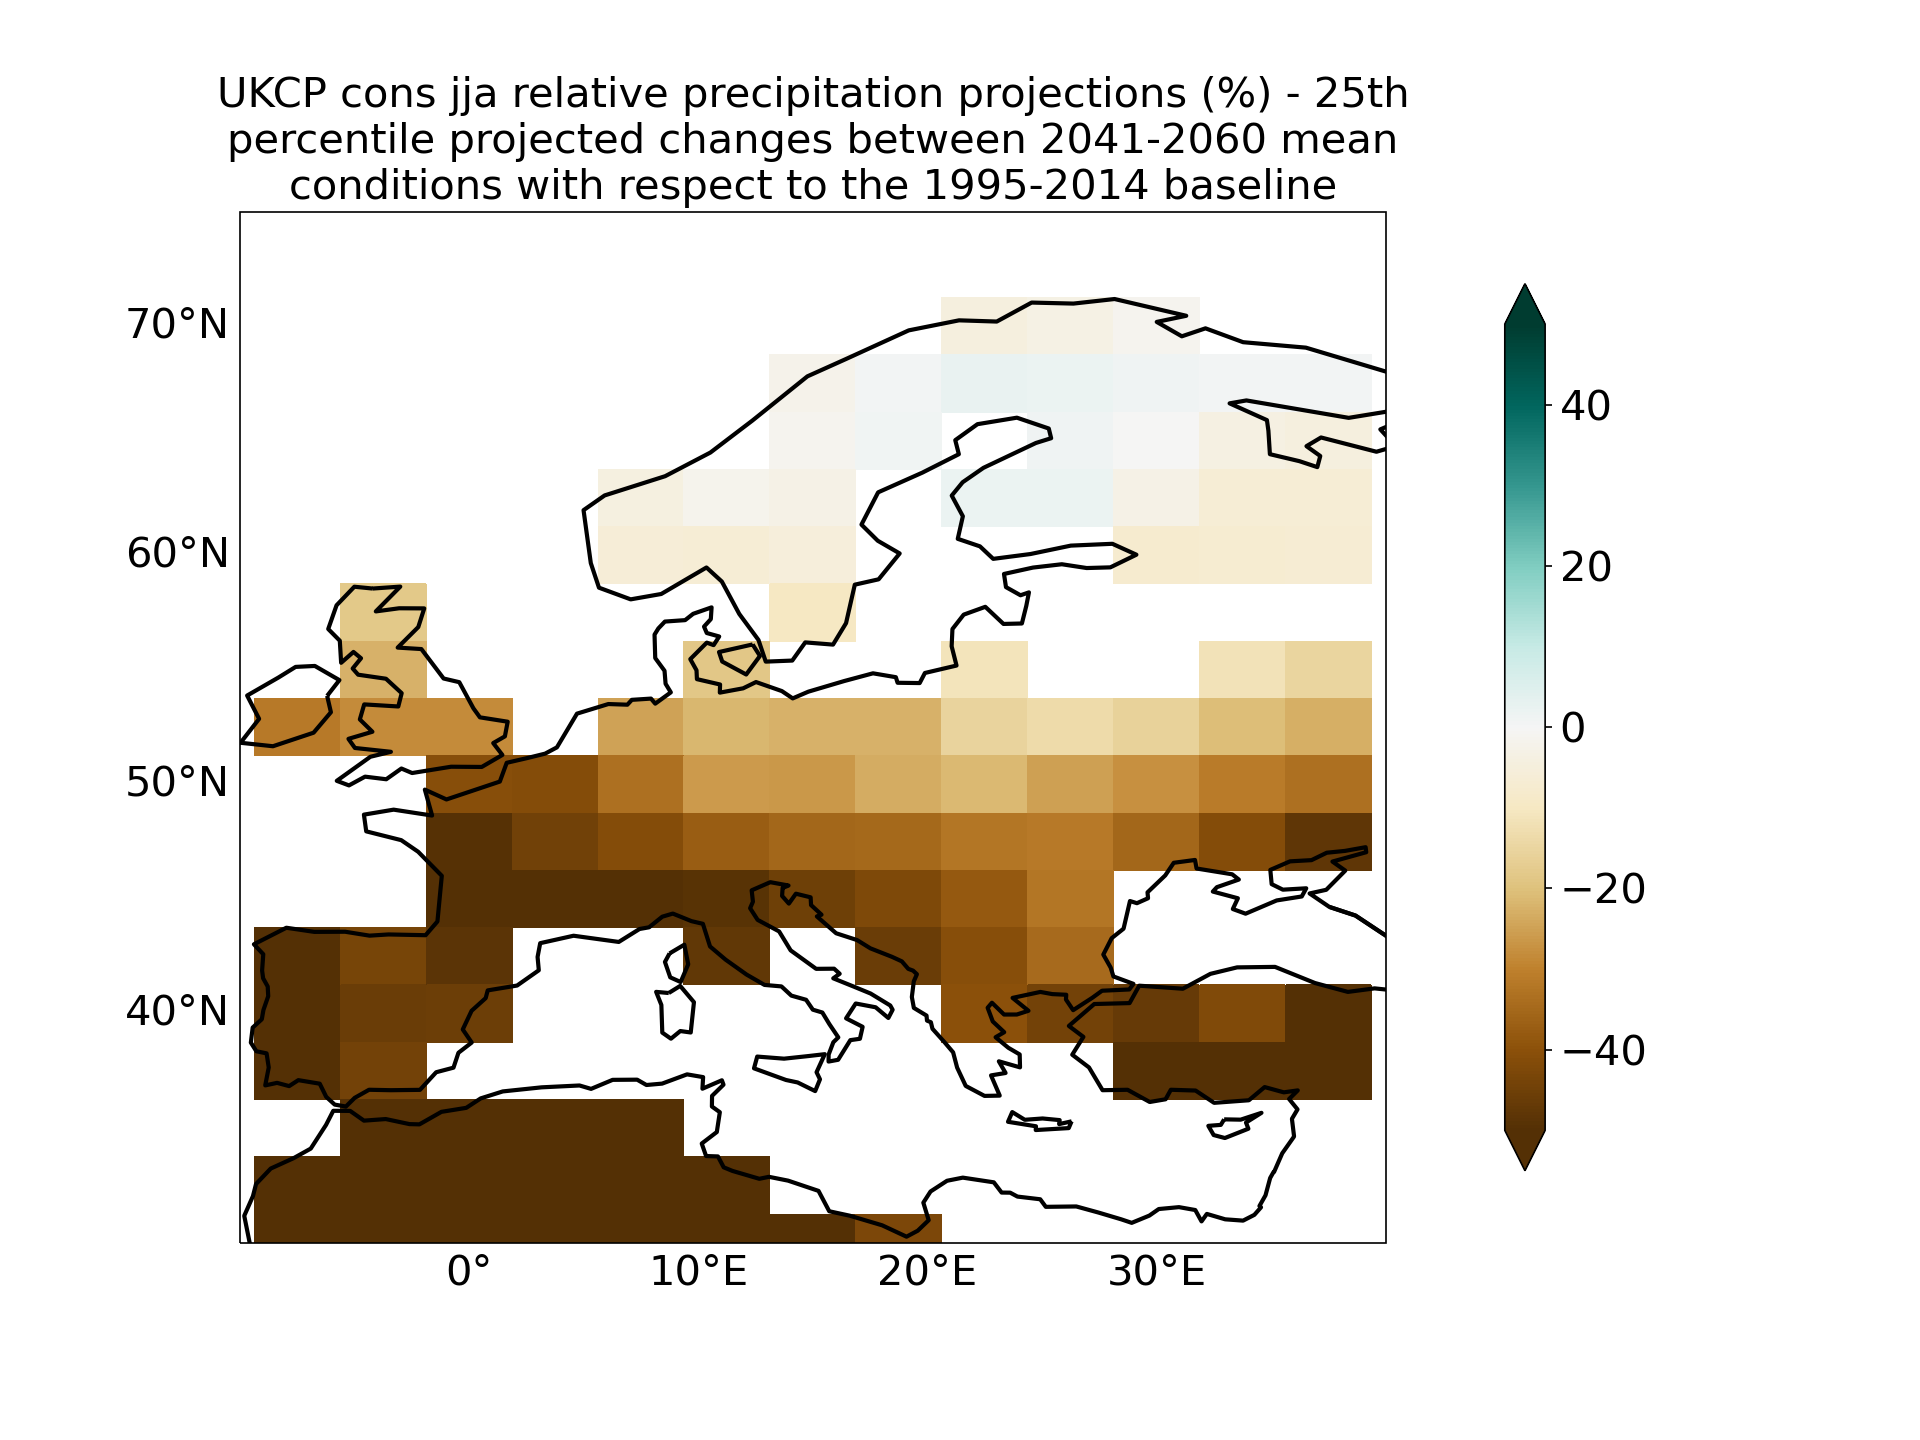 UKCP cons jja relative precipitation projections (%) - 25th
percentile projected changes between 2041-2060 mean
conditions with respect to the 1995-2014 baseline
70°N
60°N
50°N
40°N
0°
10°E
20°E
30°E
40
20
0
−20
−40